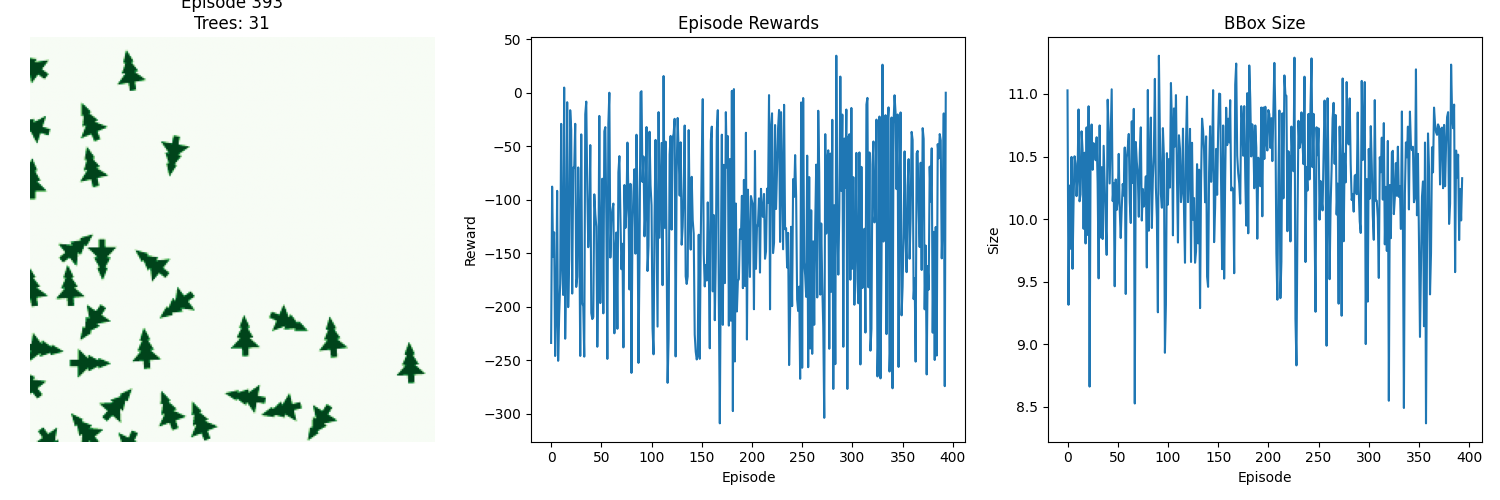 Episode 393
Trees: 31
Episode Rewards
Reward
50
0
−50
−100
−150
−200
−250
−300
0 50 100 150 200 250 300 350 400
Episode
BBox Size
Size
11.0
10.5
10.0
9.5
9.0
8.5
0 50 100 150 200 250 300 350 400
Episode